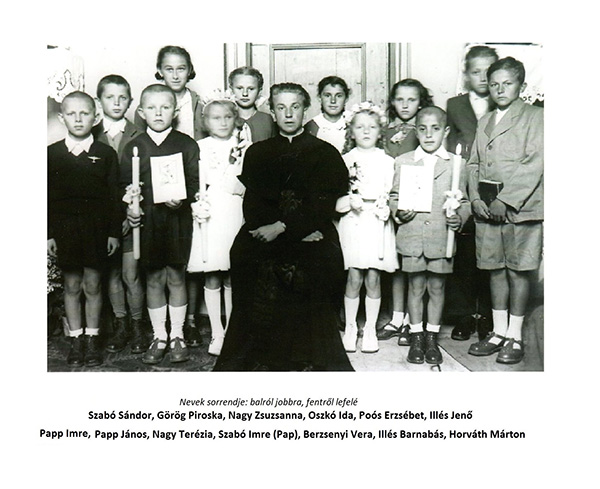 Nevek sorrendje: balról jobbra, fentről lefelé
Szabó Sándor, Görög Piroska, Nagy Zsuzsanna, Oszkó Ida, Poós Erzsébet, Illés Jenő
Papp Imre, Papp János, Nagy Terézia, Szabó Imre (Pap), Berzsenyi Vera, Illés Barnabás, Horváth Márton